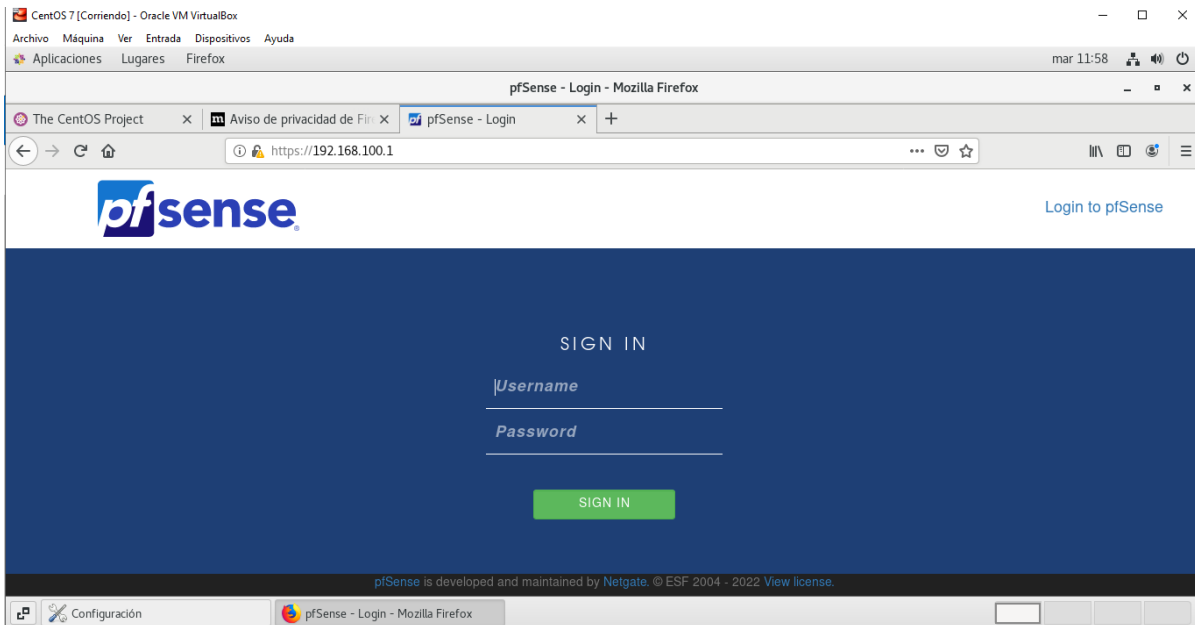 CentOS 7 [Corriendo] - Oracle VM VirtualBox
Archivo Máquina Ver Entrada Dispositivos Ayuda
Aplicaciones Lugares Firefox mar 11:58
pfSense - Login - Mozilla Firefox
The CentOS Project Aviso de privacidad de Fire pfSense - Login
https://192.168.100.1
pfsense® Login to pfSense
SIGN IN
Username
Password
SIGN IN
pfSense is developed and maintained by Netgate. © ESF 2004 - 2022 View license.
Configuración pfSense - Login - Mozilla Firefox